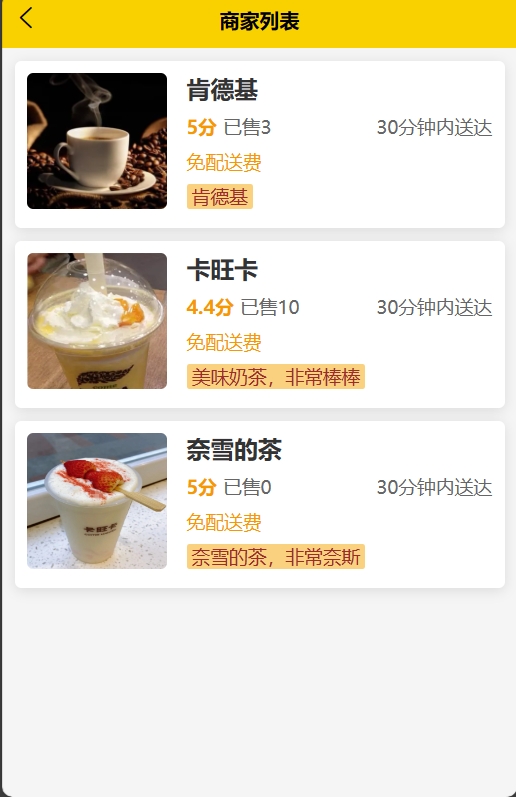 商家列表
肯德基
5分 已售3 30分钟内送达
免配送费
肯德基
卡旺卡
4.4分 已售10 30分钟内送达
免配送费
美味奶茶，非常棒棒
奈雪的茶
5分 已售0 30分钟内送达
免配送费
奈雪的茶，非常奈斯
卡旺卡